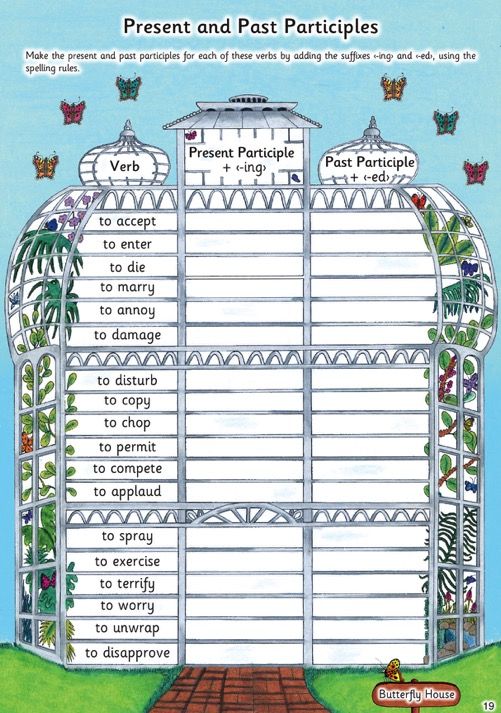 Present and Past Participles
Make the present and past participles for each of these verbs by adding the suffixes ‹-ing› and ‹-ed›, using the
spelling rules.
Verb
Present Participle
+ ‹-ing›
Past Participle
+ ‹-ed›
to accept
to enter
to die
to marry
to annoy
to damage
to disturb
to copy
to chop
to permit
to compete
to applaud
to spray
to exercise
to terrify
to worry
to unwrap
to disapprove
Butterfly House
19